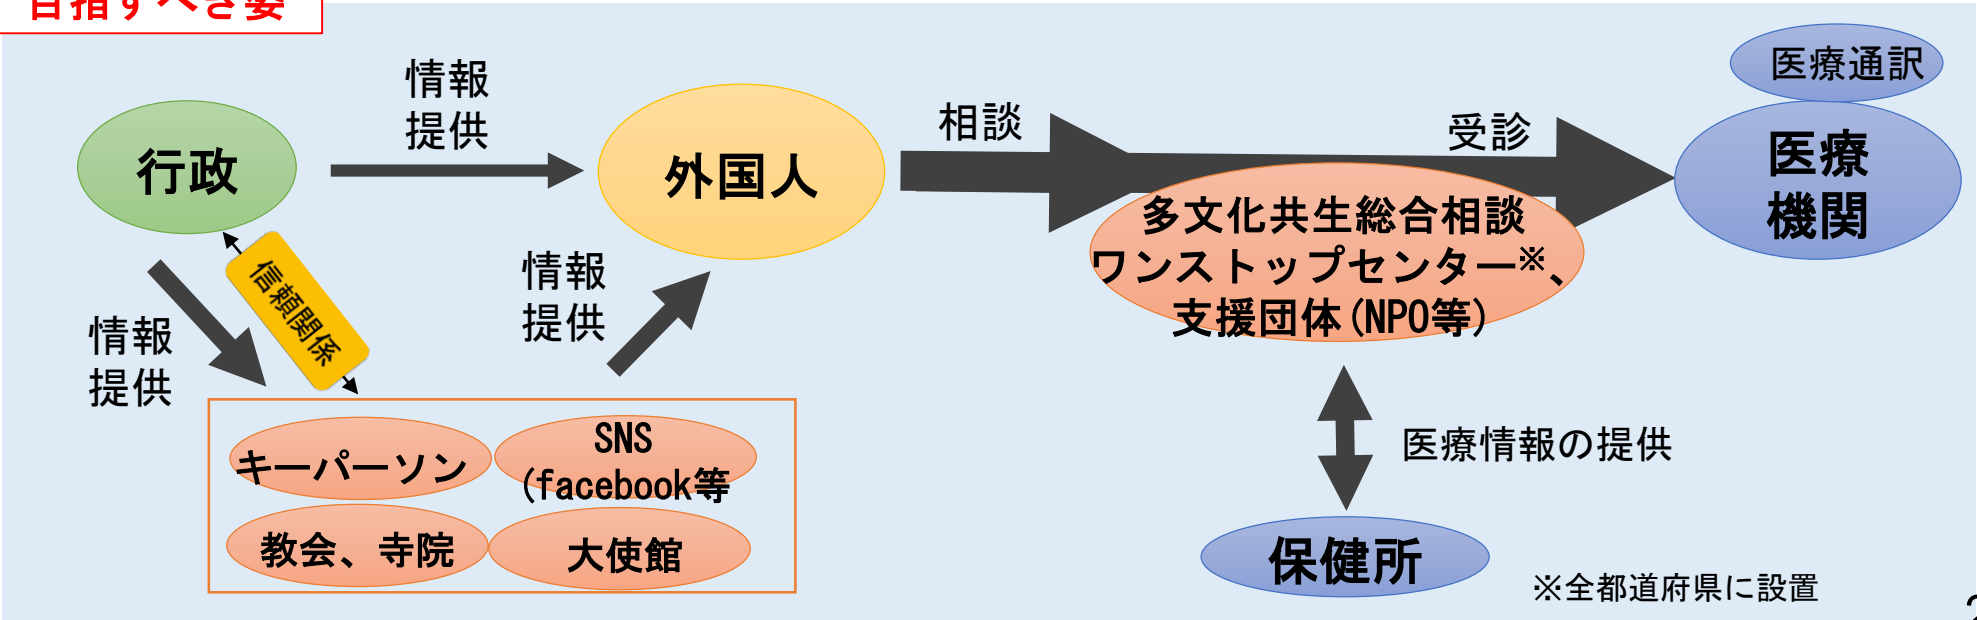 目指すべき姿
情報
提供
行政
外国人
相談
受診
医療通訳
医療
機関
多文化共生総合相談
ワンストップセンター※、
支援団体(NPO等)
信頼関係
情報
提供
情報
提供
キーパーソン
SNS
(facebook等
教会、寺院
大使館
医療情報の提供
保健所
※全都道府県に設置